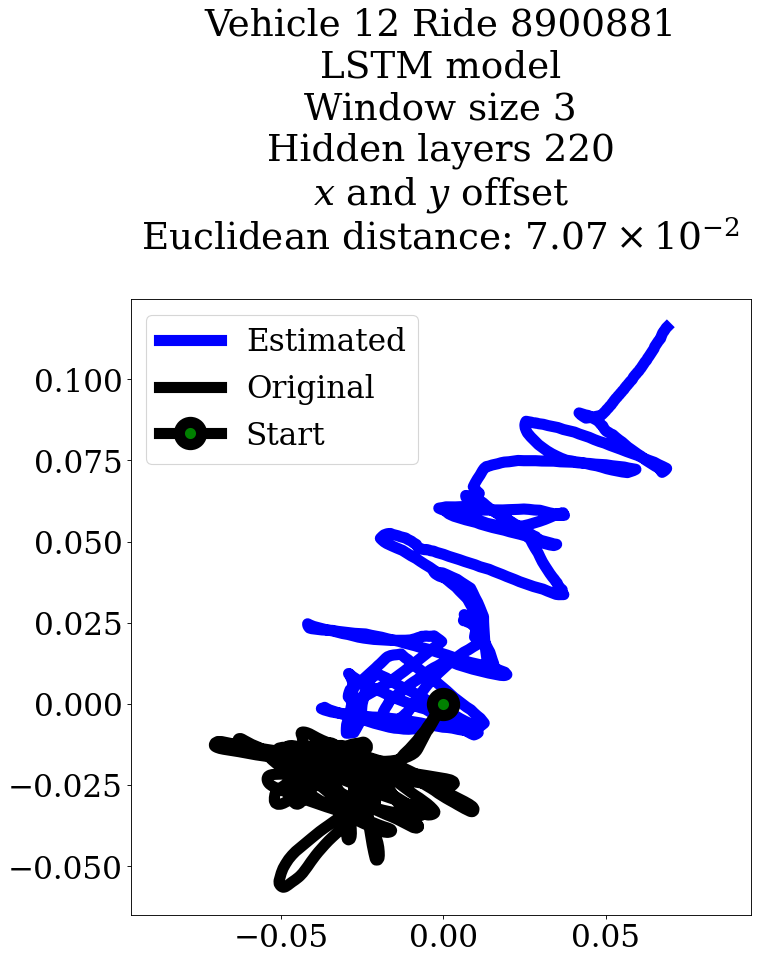 Vehicle 12 Ride 8900881
LSTM model
Window size 3
Hidden layers 220
x and y offset
Euclidean distance: 7.07 × 10⁻²
Estimated
Original
Start
0.100
0.075
0.050
0.025
0.000
−0.025
−0.050
−0.05 0.00 0.05